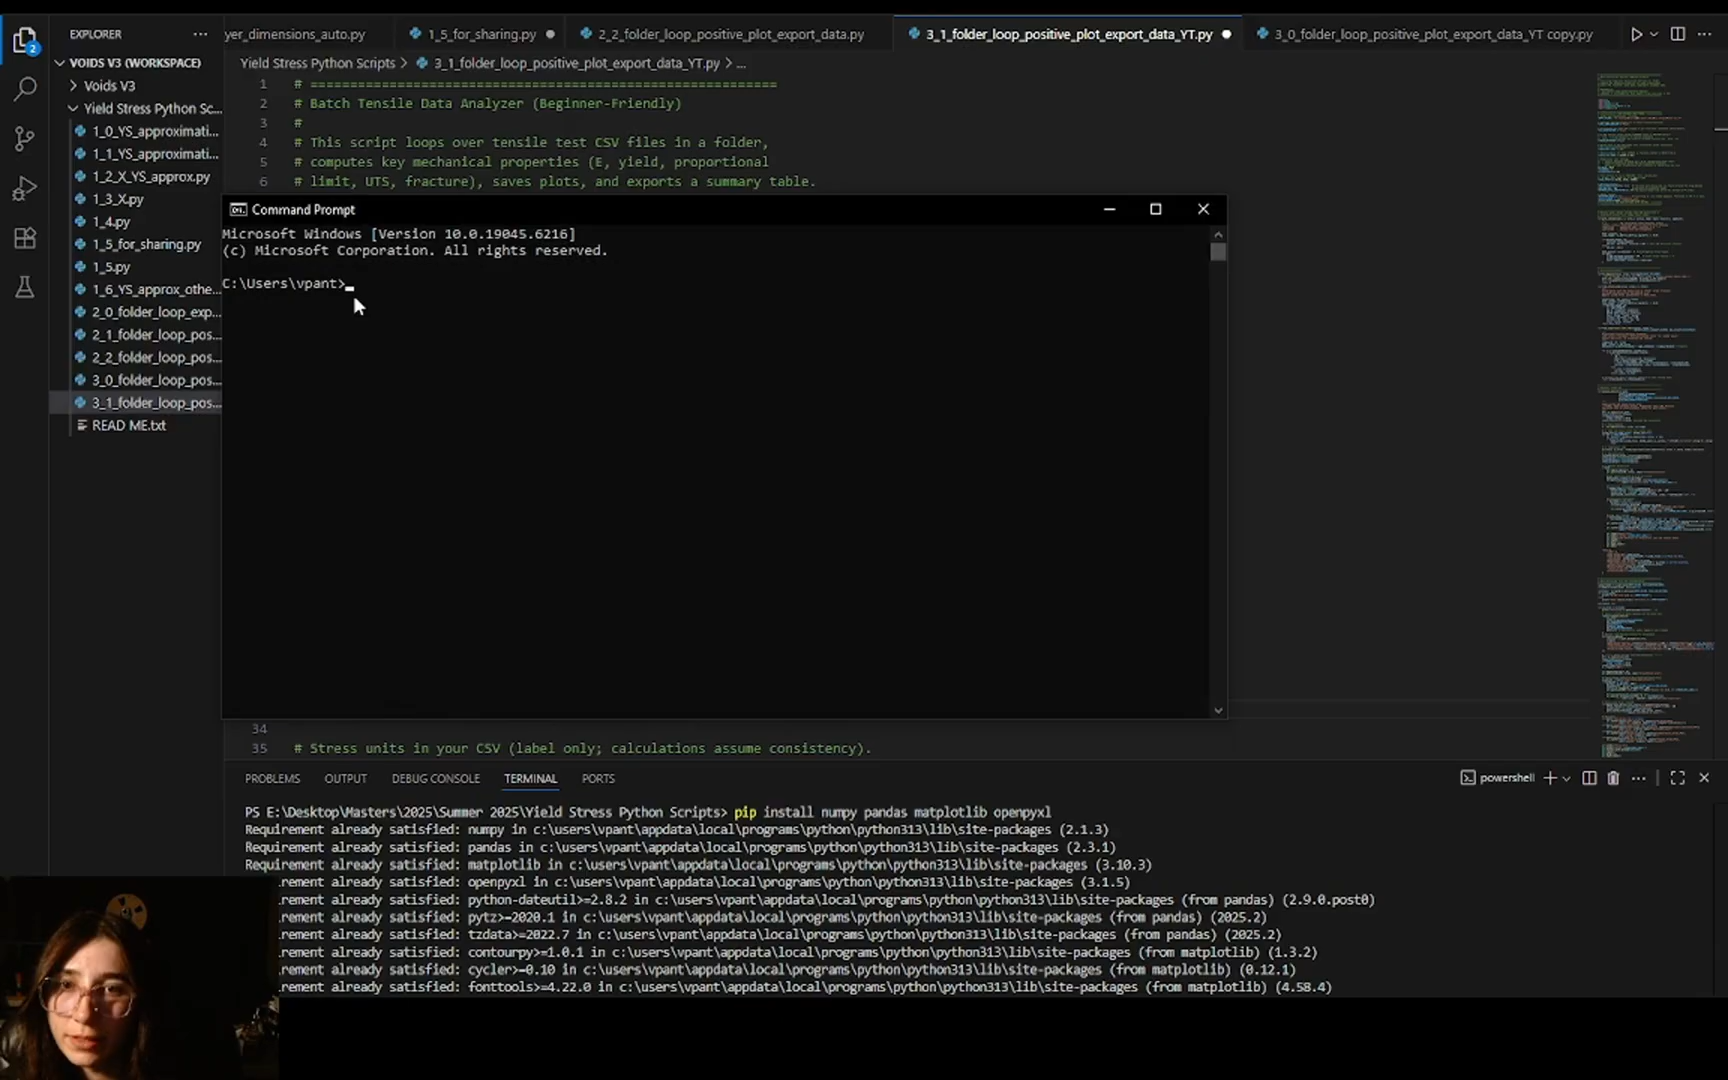 EXPLORER
yer_dimensions_auto.py
1_5_for_sharing.py
2_2_folder_loop_positive_plot_export_data.py
3_1_folder_loop_positive_plot_export_data_YT.py
3_0_folder_loop_positive_plot_export_data_YT copy.py
2
VOIDS V3 (WORKSPACE)
Voids V3
Yield Stress Python Sc...
1_0_YS_approximati...
1_1_YS_approximati...
1_2_X_YS_approx.py
1_3_X.py
1_4.py
1_5_for_sharing.py
1_5.py
1_6_YS_approx_othe...
2_0_folder_loop_exp...
2_1_folder_loop_pos...
2_2_folder_loop_pos...
3_0_folder_loop_pos...
3_1_folder_loop_pos...
READ ME.txt
Yield Stress Python Scripts > 3_1_folder_loop_positive_plot_export_data_YT.py > ...
1 # ==========================================================
2 # Batch Tensile Data Analyzer (Beginner-Friendly)
3 #
4 # This script loops over tensile test CSV files in a folder,
5 # computes key mechanical properties (E, yield, proportional
6 # limit, UTS, fracture), saves plots, and exports a summary table.
Command Prompt
Microsoft Windows [Version 10.0.19045.6216]
(c) Microsoft Corporation. All rights reserved.
C:\Users\vpant>
34
35 # Stress units in your CSV (label only; calculations assume consistency).
PROBLEMS OUTPUT DEBUG CONSOLE TERMINAL PORTS
powershell
PS E:\Desktop\Masters\2025\Summer 2025\Yield Stress Python Scripts> pip install numpy pandas matplotlib openpyxl
Requirement already satisfied: numpy in c:\users\vpant\appdata\local\programs\python\python313\lib\site-packages (2.1.3)
Requirement already satisfied: pandas in c:\users\vpant\appdata\local\programs\python\python313\lib\site-packages (2.3.1)
Requirement already satisfied: matplotlib in c:\users\vpant\appdata\local\programs\python\python313\lib\site-packages (3.10.3)
irement already satisfied: openpyxl in c:\users\vpant\appdata\local\programs\python\python313\lib\site-packages (3.1.5)
irement already satisfied: python-dateutil>=2.8.2 in c:\users\vpant\appdata\local\programs\python\python313\lib\site-packages (from pandas) (2.9.0.post0)
irement already satisfied: pytz>=2020.1 in c:\users\vpant\appdata\local\programs\python\python313\lib\site-packages (from pandas) (2025.2)
irement already satisfied: tzdata>=2022.7 in c:\users\vpant\appdata\local\programs\python\python313\lib\site-packages (from pandas) (2025.2)
irement already satisfied: contourpy>=1.0.1 in c:\users\vpant\appdata\local\programs\python\python313\lib\site-packages (from matplotlib) (1.3.2)
irement already satisfied: cycler>=0.10 in c:\users\vpant\appdata\local\programs\python\python313\lib\site-packages (from matplotlib) (0.12.1)
irement already satisfied: fonttools>=4.22.0 in c:\users\vpant\appdata\local\programs\python\python313\lib\site-packages (from matplotlib) (4.58.4)